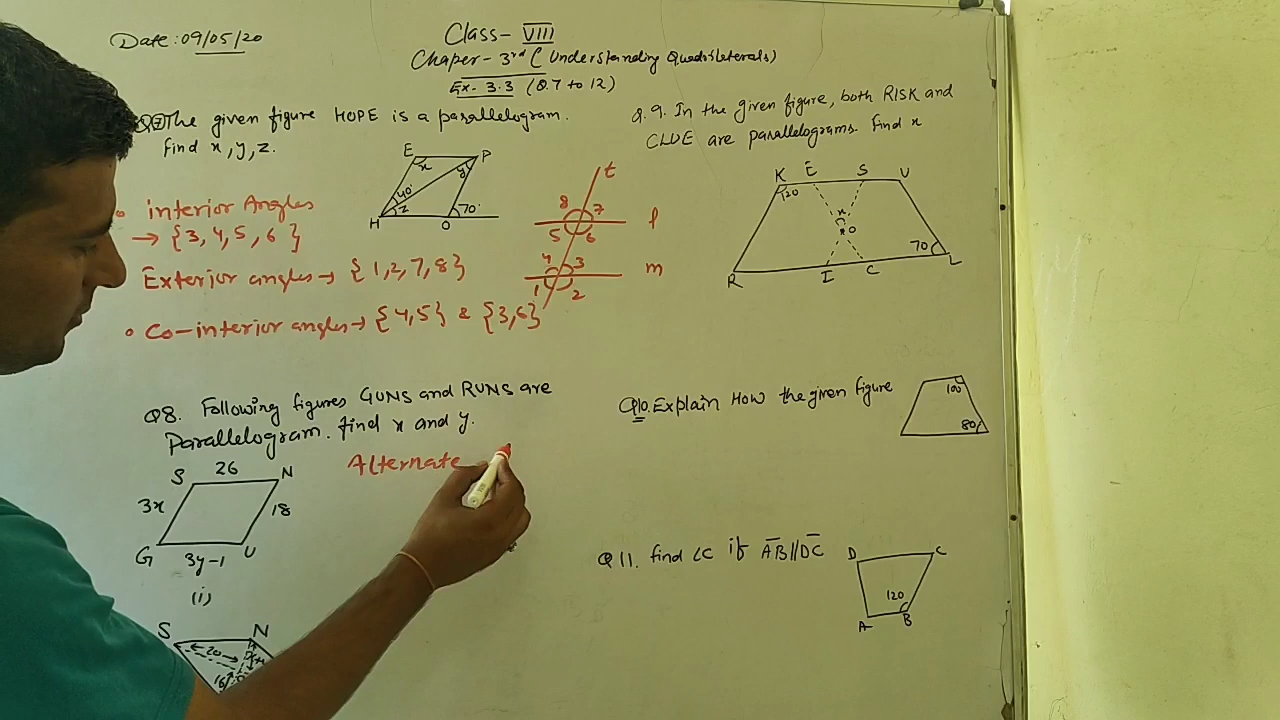 Date: 09/05/20
Class- VIII
Chaper- 3rd ( Understanding Quadrilaterals)
Ex- 3.3 (Q.7 to 12)
Q7 The given figure HOPE is a parallelogram.
find x, y, z.
E P
x y
40°
z 70°
H O
• interior Angles
→ {3, 4, 5, 6 }
Exterior angles → { 1, 2, 7, 8}
• Co-interior angles → { 4, 5} & {3, 6}
t
8 7 l
5 6
4 3 m
1 2
Q8. Following figures GUNS and RUNS are
Parallelogram. find x and y.
Alternate
S 26 N
3x 18
G 3y-1 U
(i)
S N
20
16
Q. 9. In the given figure, both RISK and
CLUE are parallelograms. Find x
K E S U
120
x
O
70
R I C L
Q10. Explain How the given figure
100
80
Q 11. find ∠C if AB||DC
D C
120
A B